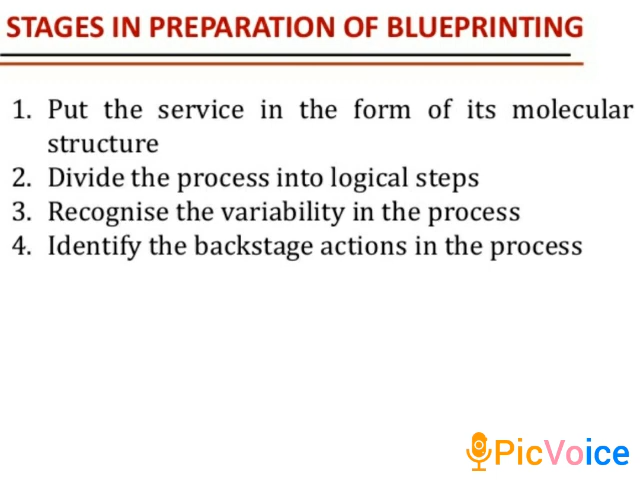 STAGES IN PREPARATION OF BLUEPRINTING
1. Put the service in the form of its molecular
structure
2. Divide the process into logical steps
3. Recognise the variability in the process
4. Identify the backstage actions in the process
PicVoice